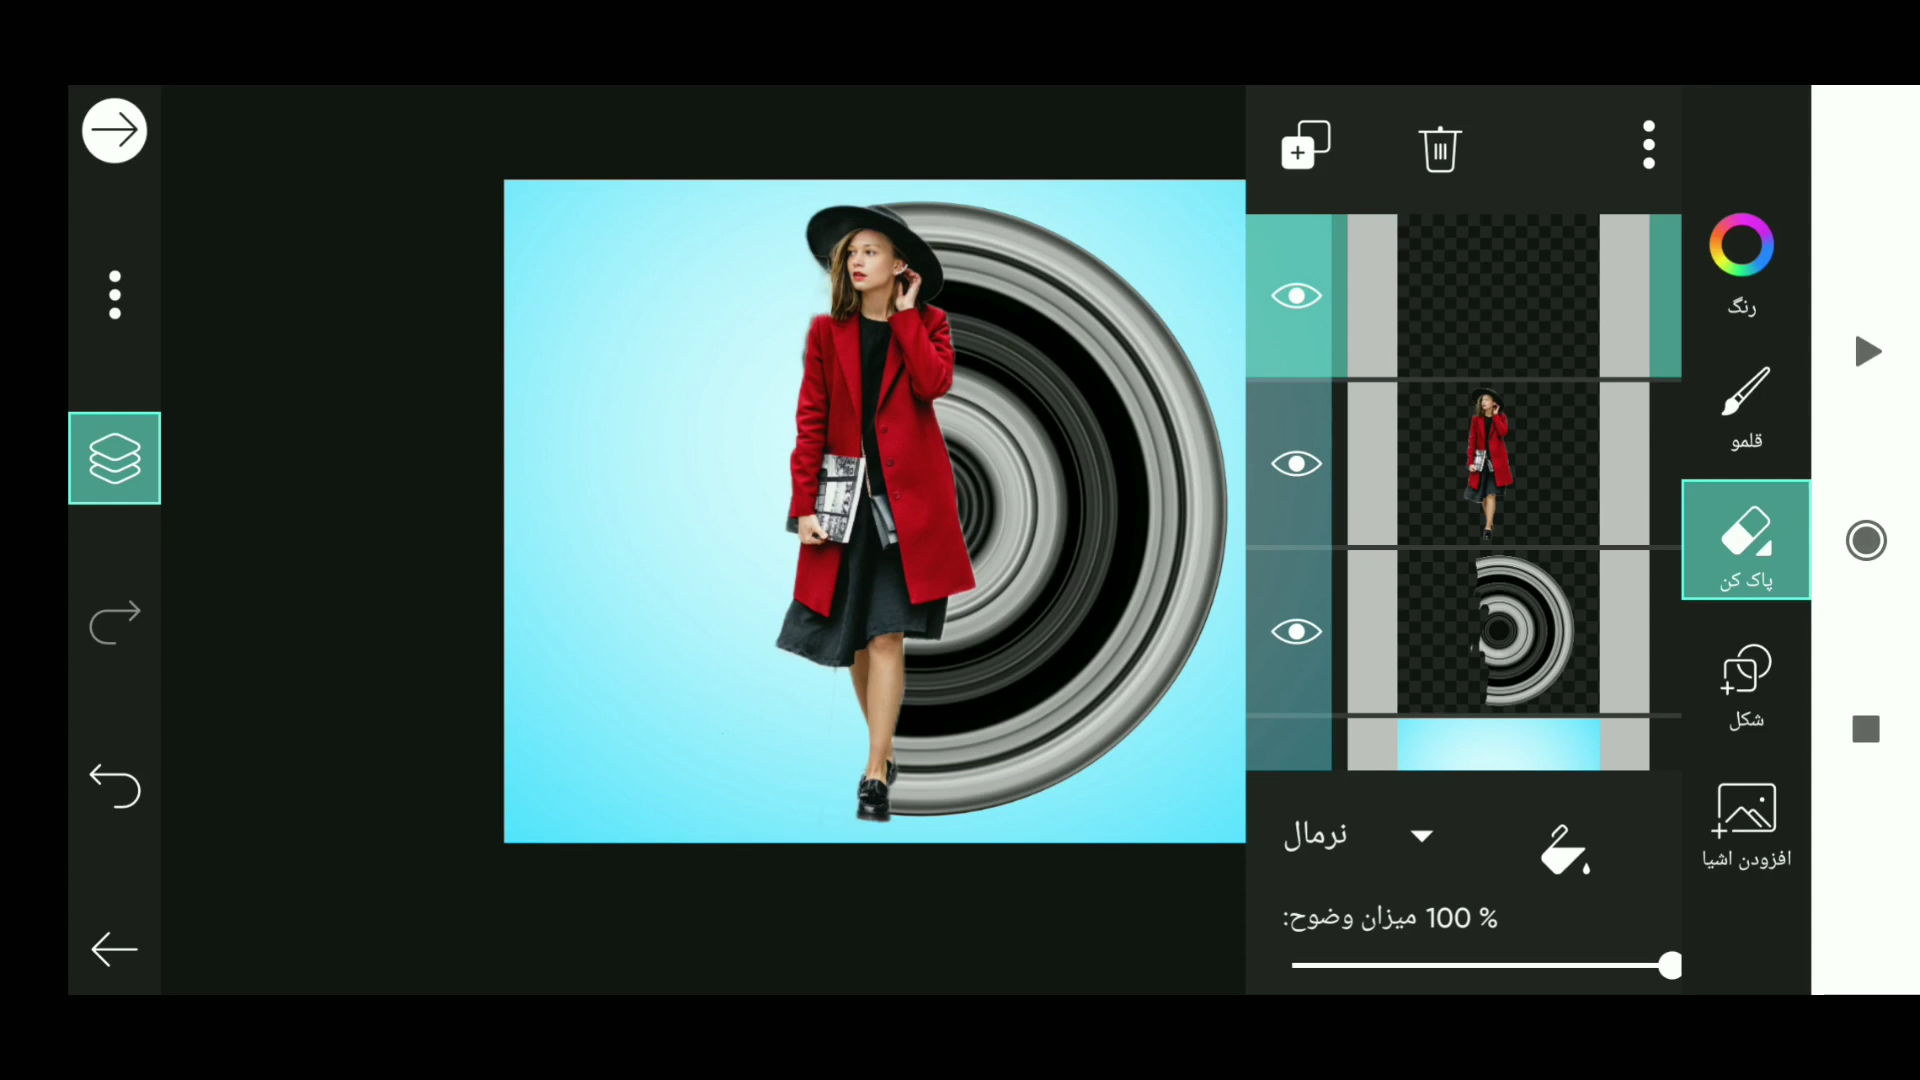 رنگ
قلمو
پاک کن
شکل
افزودن اشیا
نرمال
میزان وضوح: 100 %